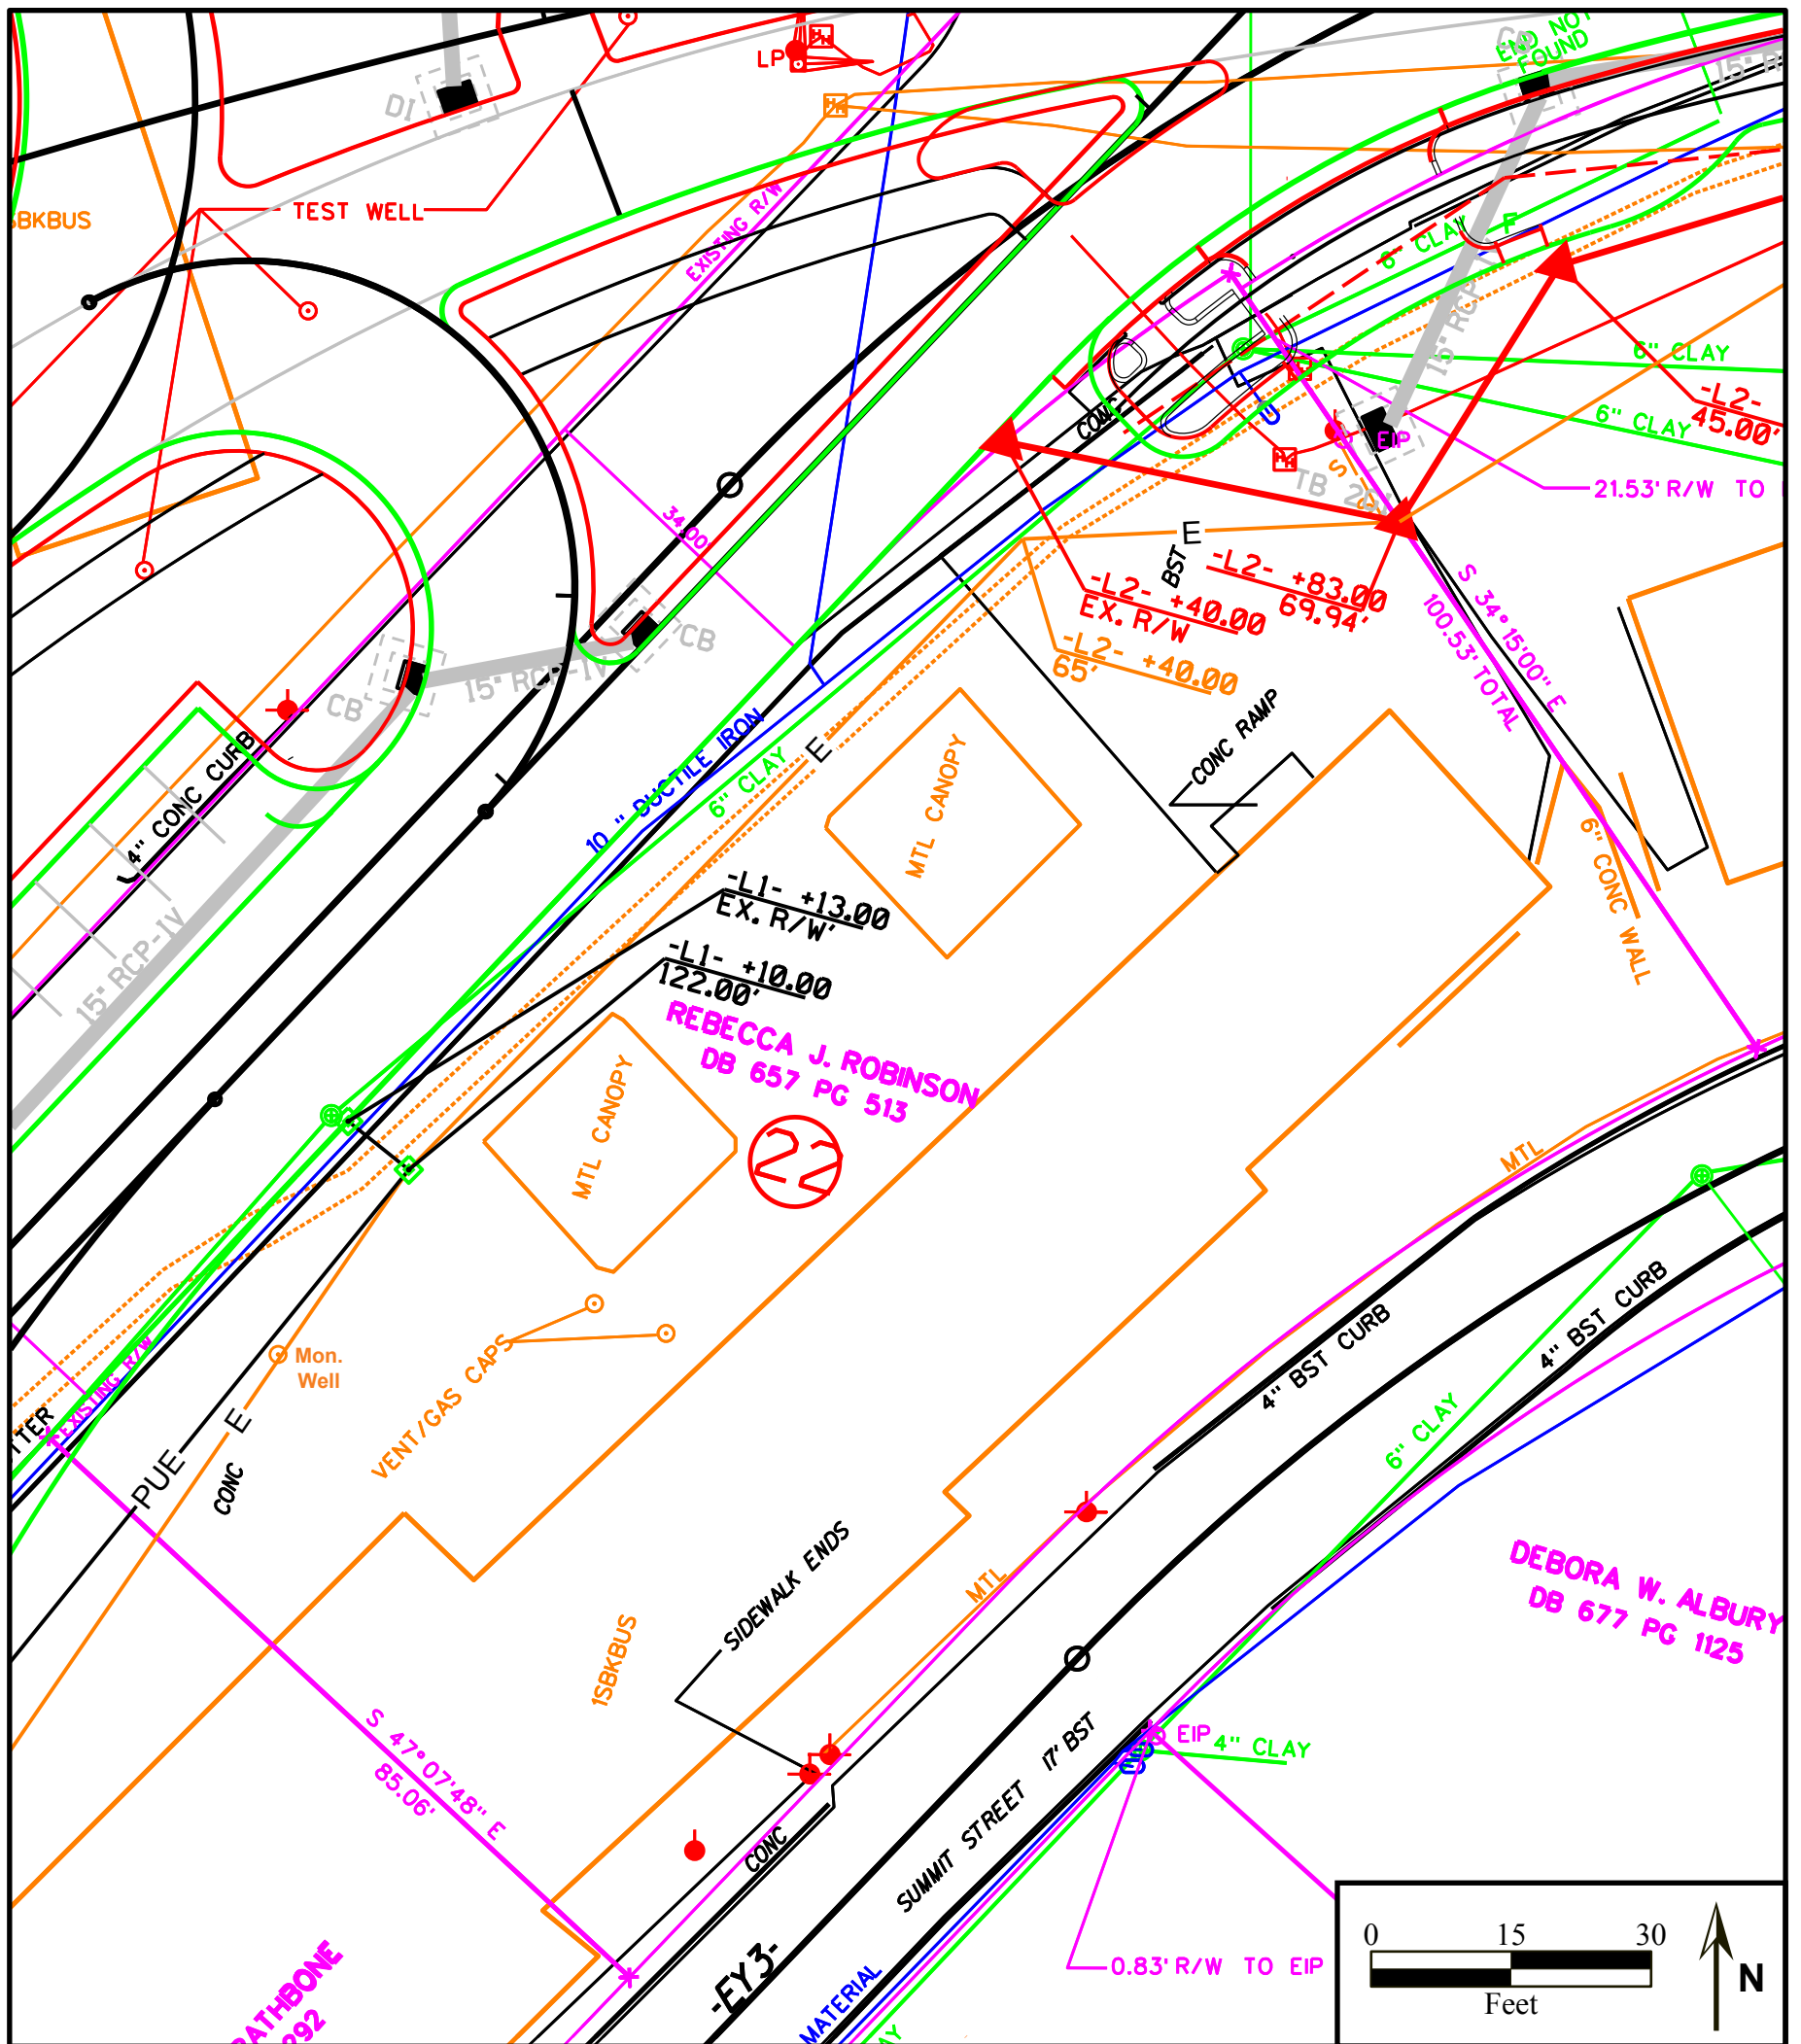 END NOT
FOUND
CB
15" R
LP
DI
SBKBUS
TEST WELL
EXISTING R/W
6" CLAY
F
15" RCP-IV
6" CLAY
-L2-
45.00'
6" CLAY
CONC
EIP
21.53' R/W TO
S
34.00'
E
BST
-L2- +83.00
69.94'
-L2- +40.00
EX. R/W
-L2- +40.00
65'
S 34°15'00" E
100.53' TOTAL
CB
15" RCP-IV
CB
CONC RAMP
10 " DUCTILE IRON
6" CLAY
E
MTL CANOPY
4" CONC CURB
6" CONC WALL
-L1- +13.00
EX. R/W'
-L1- +10.00
122.00'
15" RCP-IV
REBECCA J. ROBINSON
DB 657 PG 513
MTL CANOPY
22
MTL
EXISTING R/W
Mon.
Well
4" BST CURB
4" BST CURB
TTER
E
PUE
CONC
VENT/GAS CAPS
6" CLAY
SIDEWALK ENDS
MTL
DEBORA W. ALBURY
DB 677 PG 1125
1SBKBUS
S 47°07'48" E
85.06'
17' BST
SUMMIT STREET
EIP
4" CLAY
CONC
-EY3-
0.83' R/W TO EIP
MATERIAL
AY
RATHBONE
292
0 15 30
Feet
N